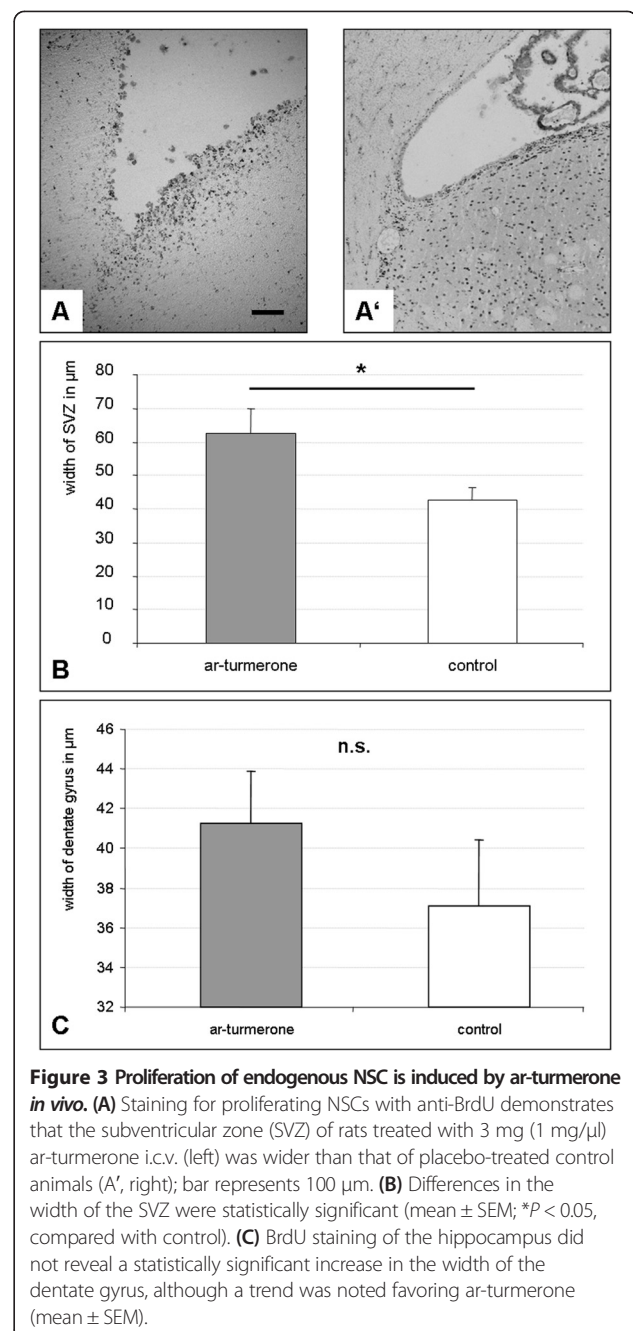 A
A'
80
70
60
50
40
30
20
10
0
width of SVZ in µm
*
ar-turmerone
control
B
46
44
42
40
38
36
34
32
width of dentate gyrus in µm
n.s.
ar-turmerone
control
C
Figure 3 Proliferation of endogenous NSC is induced by ar-turmerone
in vivo. (A) Staining for proliferating NSCs with anti-BrdU demonstrates
that the subventricular zone (SVZ) of rats treated with 3 mg (1 mg/µl)
ar-turmerone i.c.v. (left) was wider than that of placebo-treated control
animals (A′, right); bar represents 100 µm. (B) Differences in the
width of the SVZ were statistically significant (mean ± SEM; *P < 0.05,
compared with control). (C) BrdU staining of the hippocampus did
not reveal a statistically significant increase in the width of the
dentate gyrus, although a trend was noted favoring ar-turmerone
(mean ± SEM).